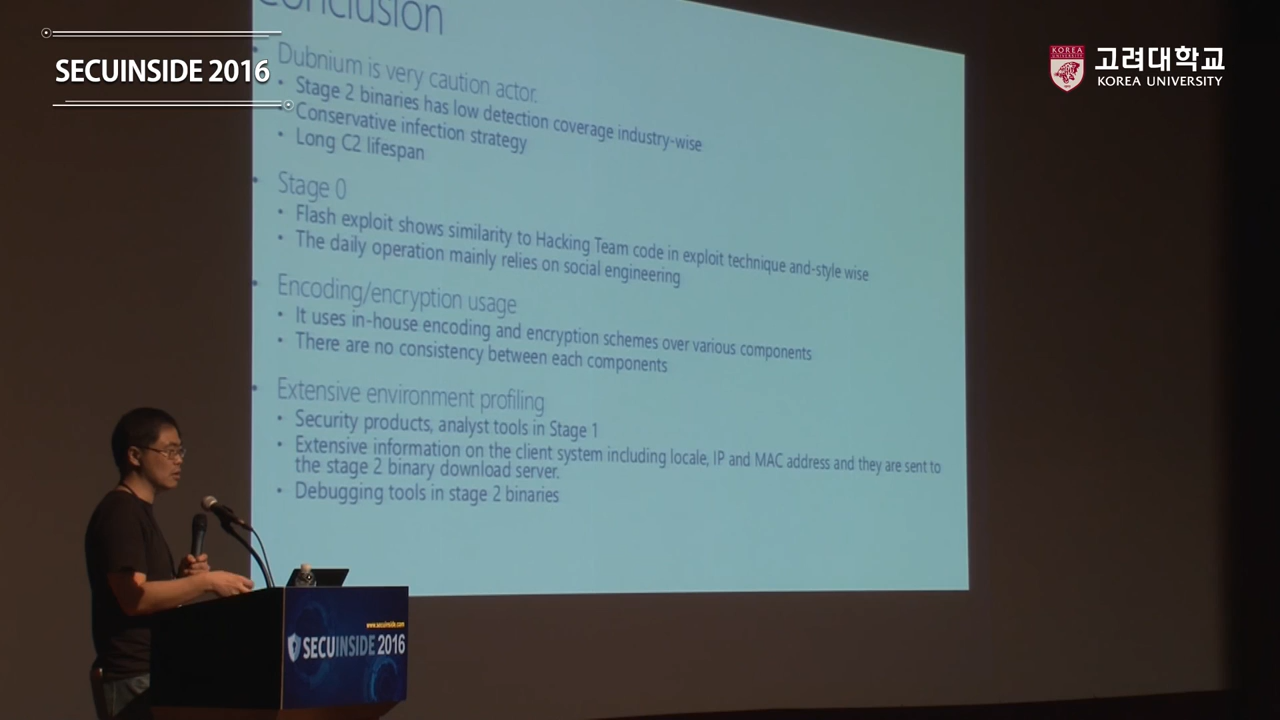 Conclusion
SECUINSIDE 2016
KOREA
고려대학교
KOREA UNIVERSITY
• Dubnium is very caution actor.
• Stage 2 binaries has low detection coverage industry-wise
• Conservative infection strategy
• Long C2 lifespan
• Stage 0
• Flash exploit shows similarity to Hacking Team code in exploit technique and-style wise
• The daily operation mainly relies on social engineering
• Encoding/encryption usage
• It uses in-house encoding and encryption schemes over various components
• There are no consistency between each components
• Extensive environment profiling
• Security products, analyst tools in Stage 1
• Extensive information on the client system including locale, IP and MAC address and they are sent to
the stage 2 binary download server.
• Debugging tools in stage 2 binaries
www.secuinside.com
SECUINSIDE 2016